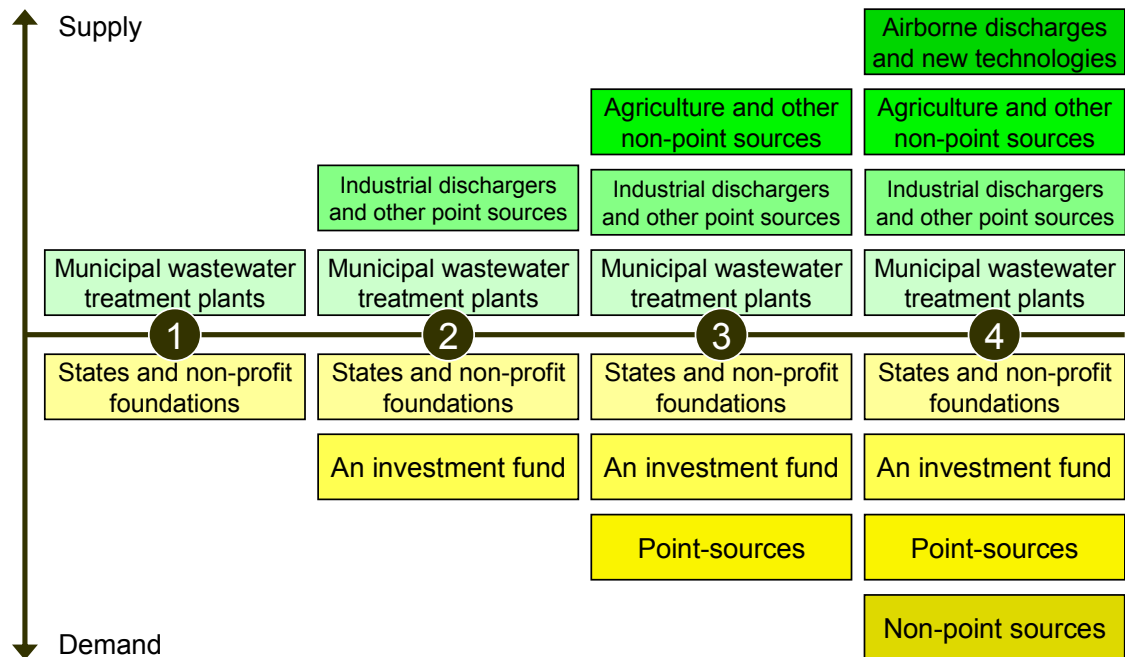 Supply
Airborne discharges
and new technologies
Agriculture and other
non-point sources
Agriculture and other
non-point sources
Industrial dischargers
and other point sources
Industrial dischargers
and other point sources
Industrial dischargers
and other point sources
Municipal wastewater
treatment plants
Municipal wastewater
treatment plants
Municipal wastewater
treatment plants
Municipal wastewater
treatment plants
1
2
3
4
States and non-profit
foundations
States and non-profit
foundations
States and non-profit
foundations
States and non-profit
foundations
An investment fund
An investment fund
An investment fund
Point-sources
Point-sources
Non-point sources
Demand